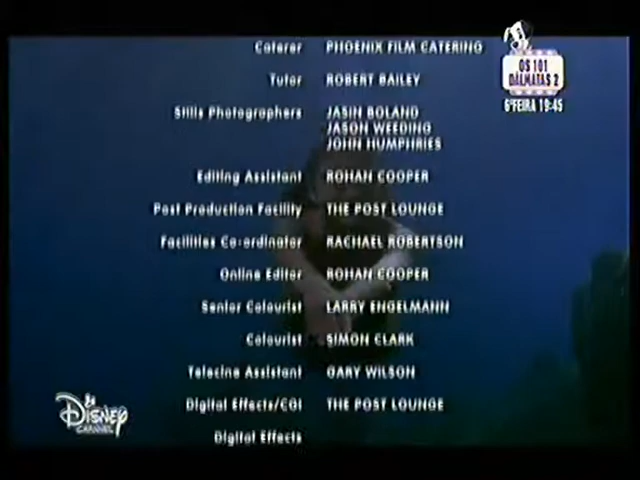 Caterer PHOENIX FILM CATERING
OS 101
DÁLMATAS 2
6ªFEIRA 19:45
Tutor ROBERT BAILEY
Stills Photographers JASIN BOLAND
JASON WEEDING
JOHN HUMPHRIES
Editing Assistant ROHAN COOPER
Post Production Facility THE POST LOUNGE
Facilities Co-ordinator RACHAEL ROBERTSON
Online Editor ROHAN COOPER
Senior Colourist LARRY ENGELMANN
Colourist SIMON CLARK
Telecine Assistant GARY WILSON
Digital Effects/CGI THE POST LOUNGE
Digital Effects
Disney
CHANNEL